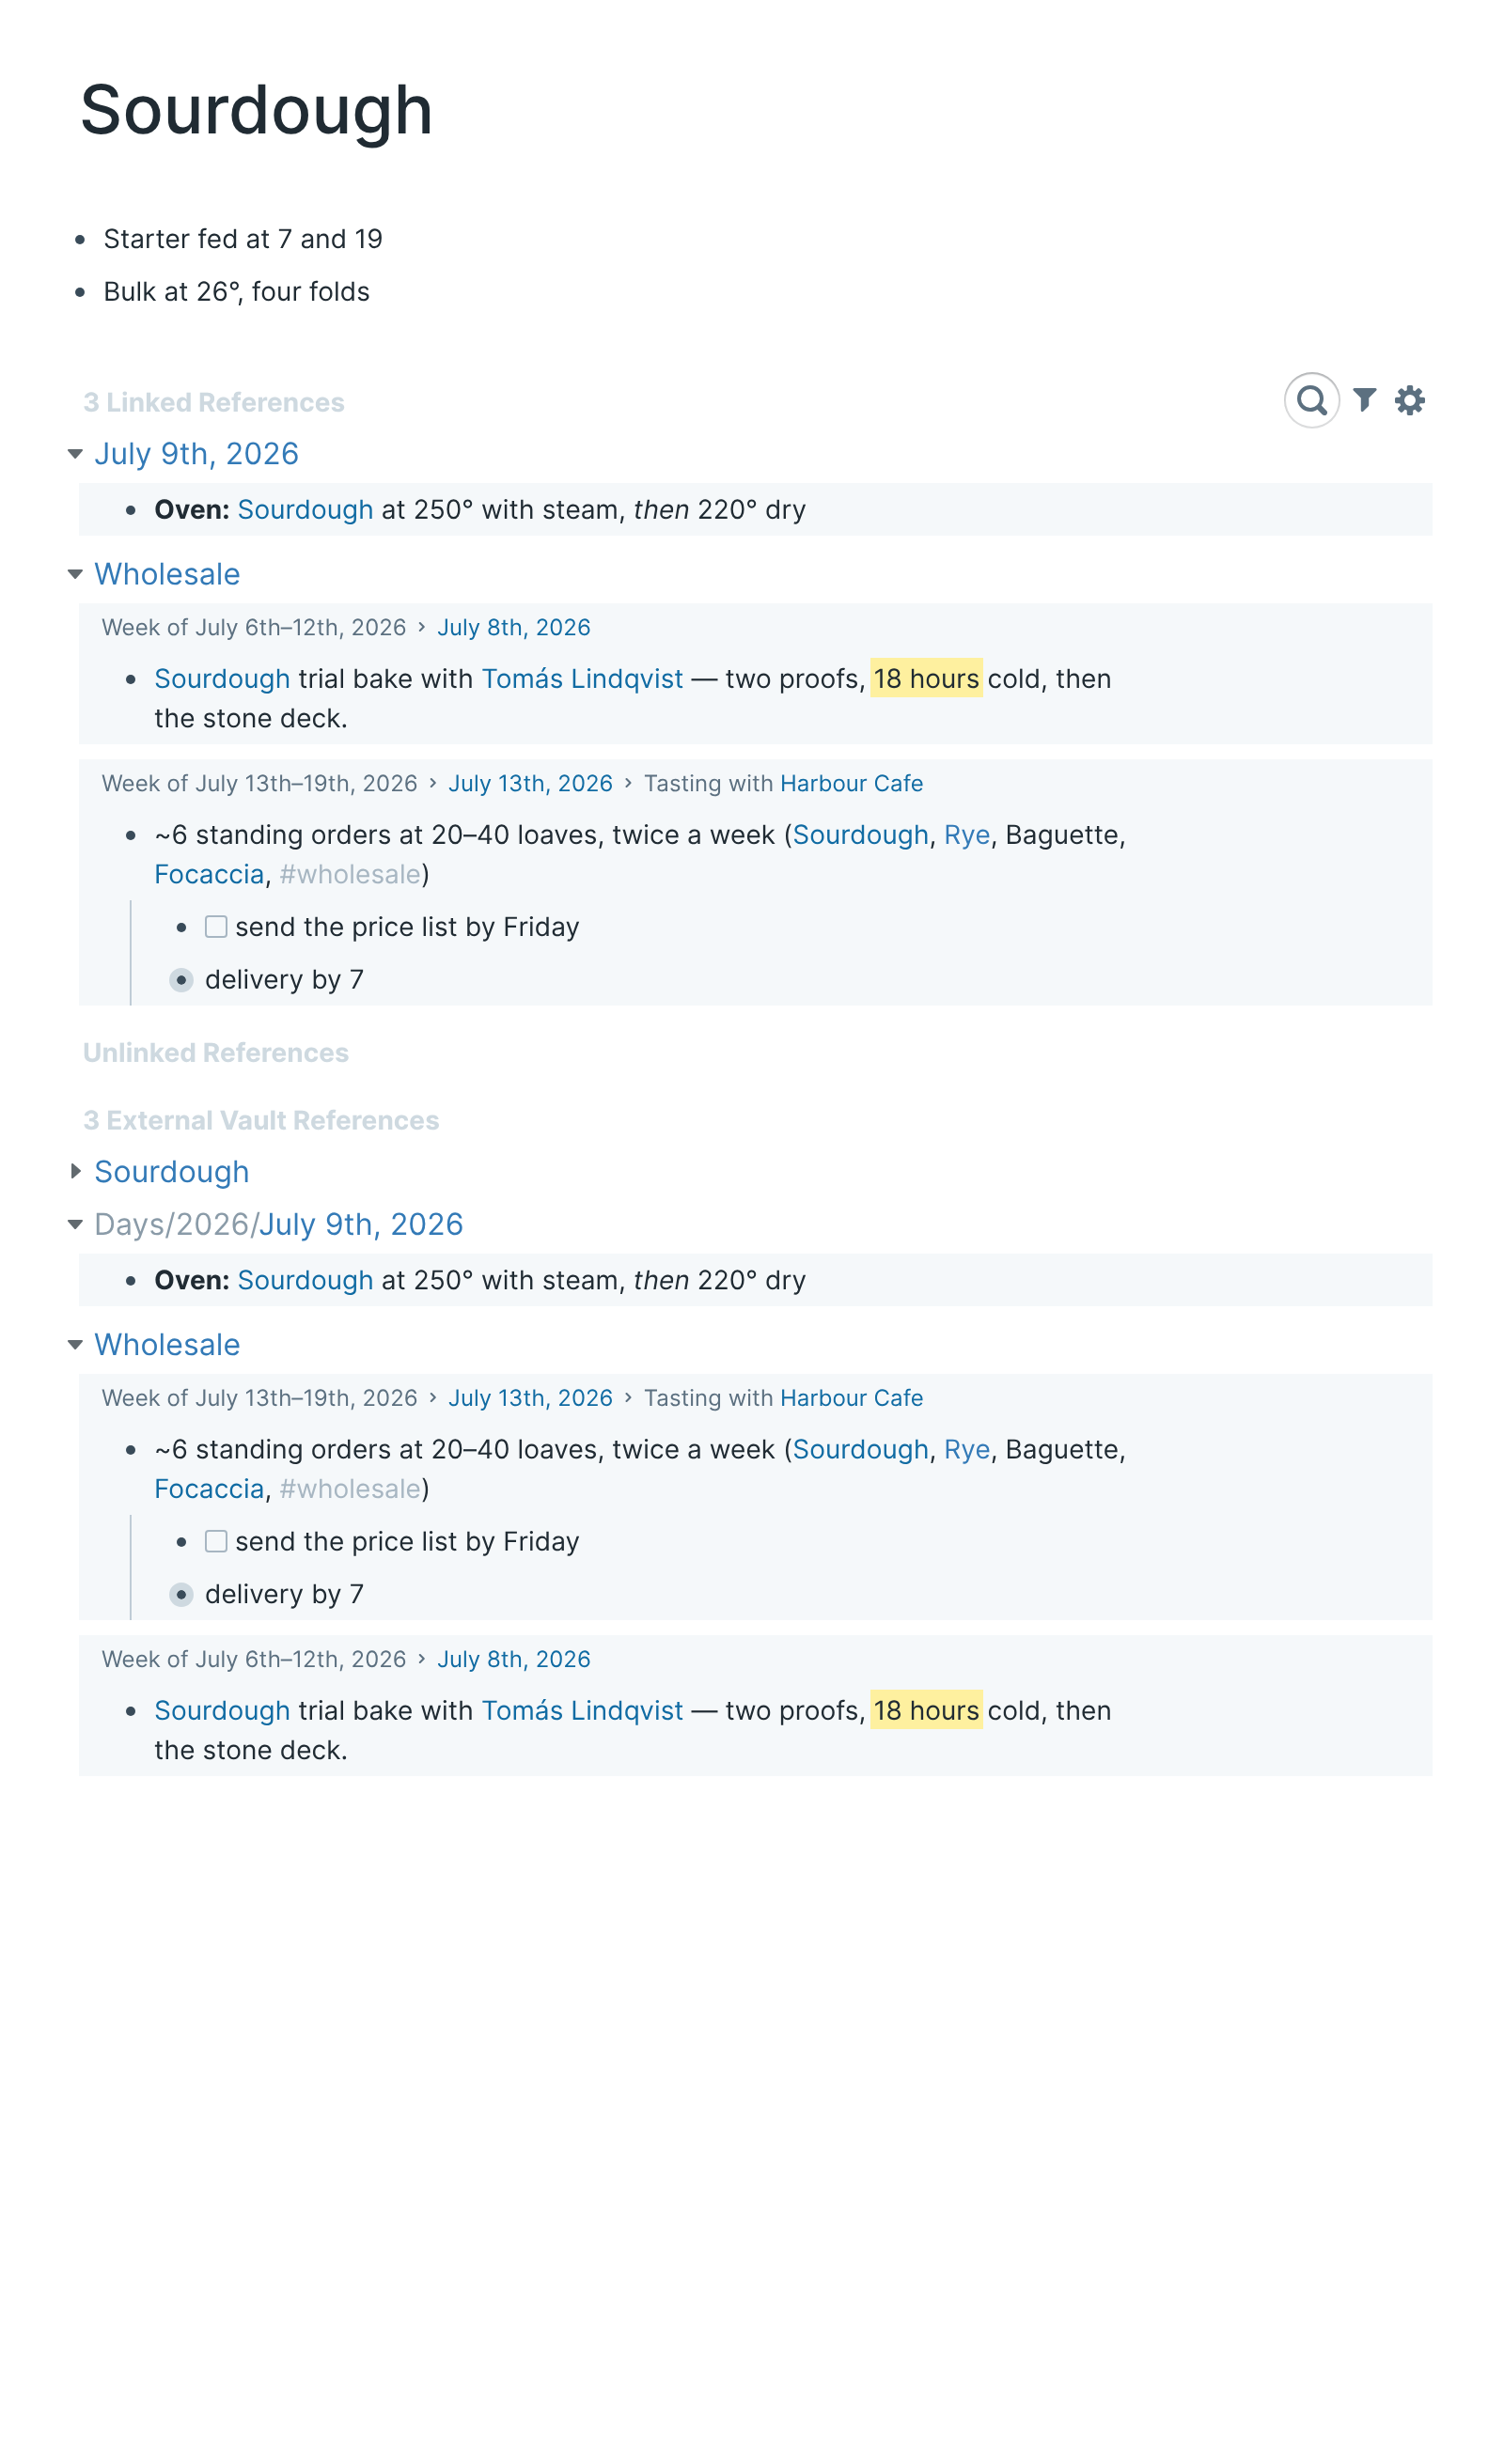 Sourdough
Starter fed at 7 and 19
Bulk at 26°, four folds
3 Linked References
July 9th, 2026
Oven: Sourdough at 250° with steam, then 220° dry
Wholesale
Week of July 6th–12th, 2026 › July 8th, 2026
Sourdough trial bake with Tomás Lindqvist — two proofs, 18 hours cold, then
the stone deck.
Week of July 13th–19th, 2026 › July 13th, 2026 › Tasting with Harbour Cafe
~6 standing orders at 20–40 loaves, twice a week (Sourdough, Rye, Baguette,
Focaccia, #wholesale)
send the price list by Friday
delivery by 7
Unlinked References
3 External Vault References
Sourdough
Days/2026/July 9th, 2026
Oven: Sourdough at 250° with steam, then 220° dry
Wholesale
Week of July 13th–19th, 2026 › July 13th, 2026 › Tasting with Harbour Cafe
~6 standing orders at 20–40 loaves, twice a week (Sourdough, Rye, Baguette,
Focaccia, #wholesale)
send the price list by Friday
delivery by 7
Week of July 6th–12th, 2026 › July 8th, 2026
Sourdough trial bake with Tomás Lindqvist — two proofs, 18 hours cold, then
the stone deck.